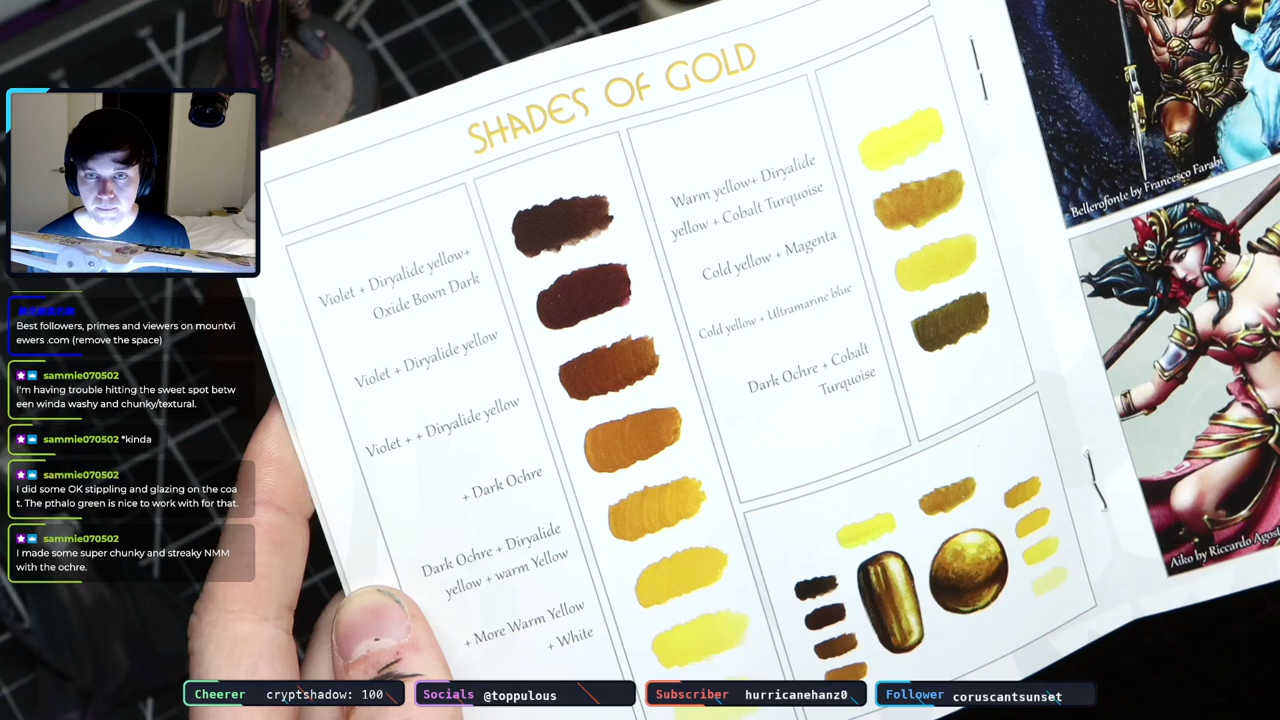 SHADES OF GOLD
Violet + Diryalide yellow+
Oxide Bown Dark
Violet + Diryalide yellow
Violet + + Diryalide yellow
+ Dark Ochre
Dark Ochre + Diryalide
yellow + warm Yellow
+ More Warm Yellow
+ White
Warm yellow+ Diryalide
yellow + Cobalt Turquoise
Cold yellow + Magenta
Cold yellow + Ultramarine blue
Dark Ochre + Cobalt
Turquoise
Bellerofonte by Francesco Farabi
Aiko by Riccardo Agost
Best followers, primes and viewers on mountvi
ewers .com (remove the space)
sammie070502
I'm having trouble hitting the sweet spot betw
een winda washy and chunky/textural.
sammie070502 *kinda
sammie070502
I did some OK stippling and glazing on the coa
t. The pthalo green is nice to work with for that.
sammie070502
I made some super chunky and streaky NMM
with the ochre.
Cheerer cryptshadow: 100
Socials @toppulous
Subscriber hurricanehanz0
Follower coruscantsunset